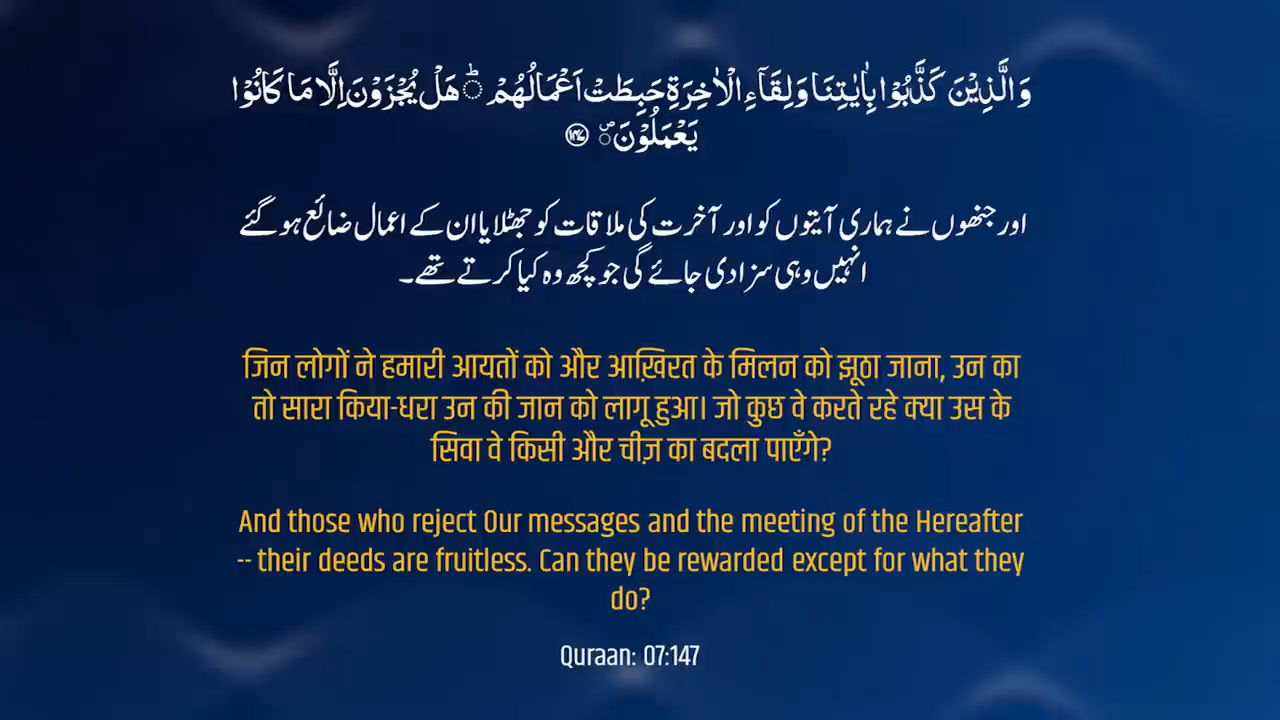 وَالَّذِيْنَ كَذَّبُوْا بِاٰيٰتِنَا وَلِقَآءِ الْاٰخِرَةِ حَبِطَتْ اَعْمَالُهُمْ ؕ هَلْ يُجْزَوْنَ اِلَّا مَا كَانُوْا
يَعْمَلُوْنَ ۠ ﴿۱۴۷﴾
اور جنھوں نے ہماری آیتوں کو اور آخرت کی ملاقات کو جھٹلایا ان کے اعمال ضائع ہو گئے
انہیں وہی سزا دی جائے گی جو کچھ وہ کیا کرتے تھے۔
जिन लोगों ने हमारी आयतों को और आख़िरत के मिलन को झूठा जाना, उन का
तो सारा किया-धरा उन की जान को लागू हुआ। जो कुछ वे करते रहे क्या उस के
सिवा वे किसी और चीज़ का बदला पाएँगे?
And those who reject Our messages and the meeting of the Hereafter
-- their deeds are fruitless. Can they be rewarded except for what they
do?
Quraan: 07:147